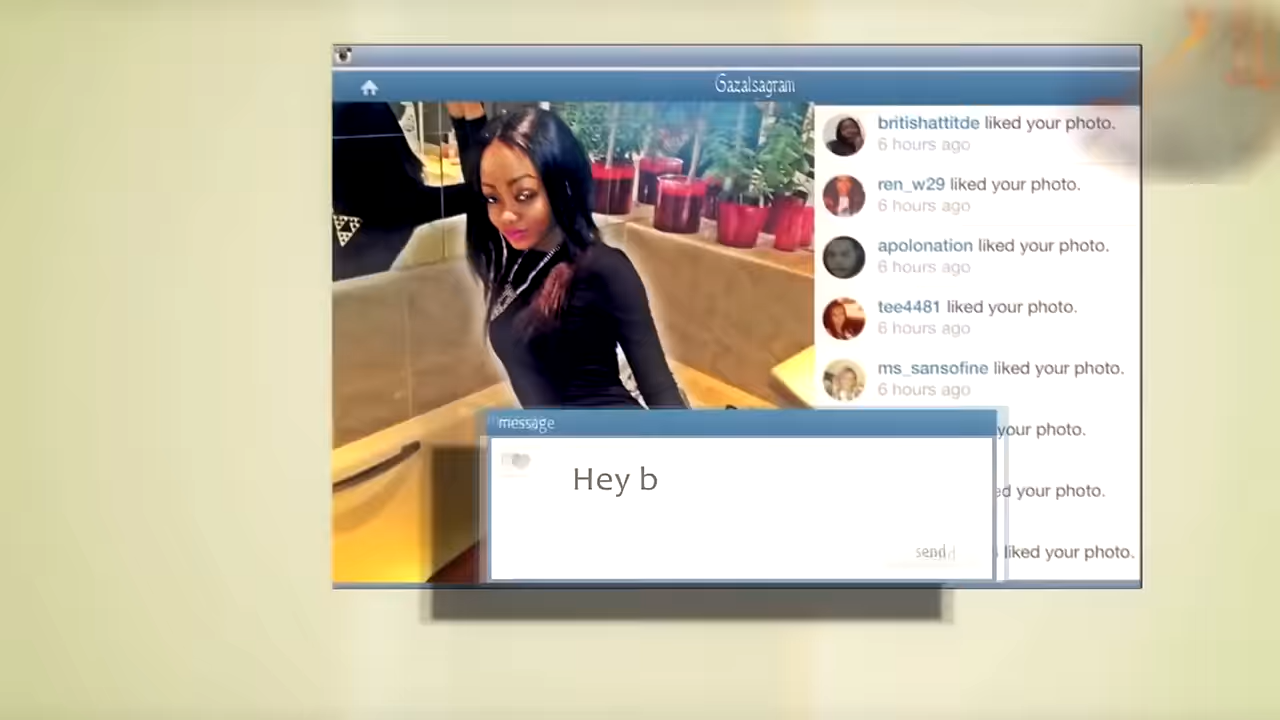 Gazalsagram
britishattitde liked your photo.
6 hours ago
ren_w29 liked your photo.
6 hours ago
apolonation liked your photo.
6 hours ago
tee4481 liked your photo.
6 hours ago
ms_sansofine liked your photo.
6 hours ago
your photo.
ed your photo.
liked your photo.
message
Hey b
send